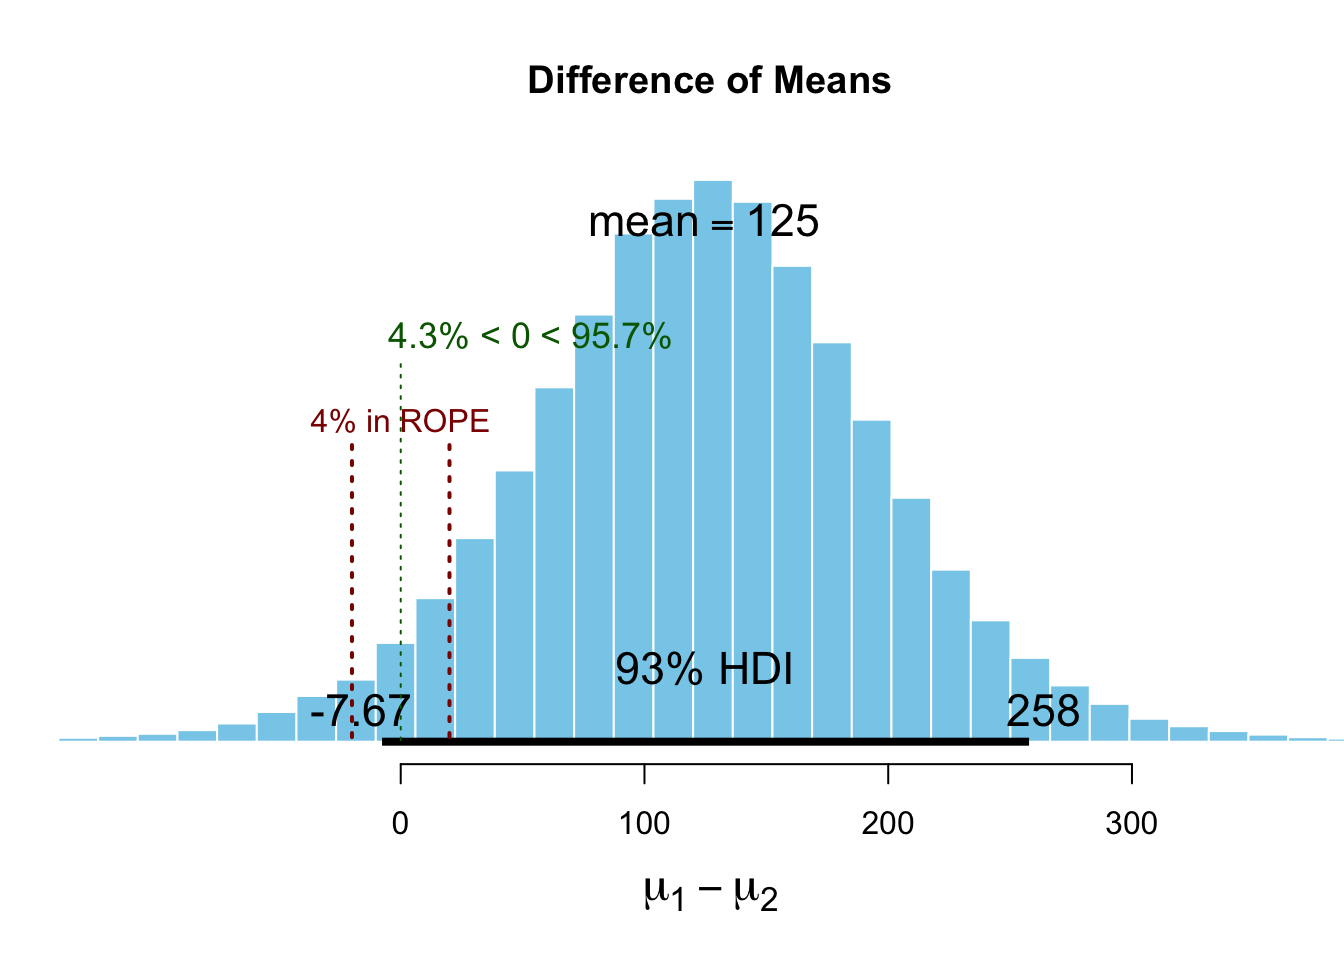 Difference of Means
mean = 125
4.3% < 0 < 95.7%
4% in ROPE
93% HDI
-7.67 258
0 100 200 300
μ1 − μ2